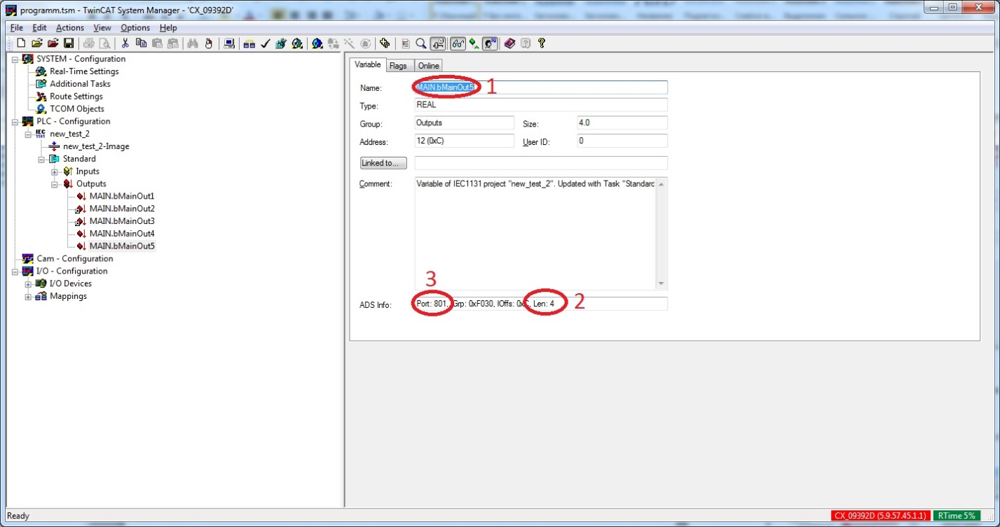 programm.tsm - TwinCAT System Manager - 'CX_09392D'
File Edit Actions View Options Help
SYSTEM - Configuration
Real-Time Settings
Additional Tasks
Route Settings
TCOM Objects
PLC - Configuration
IEC 1131 new_test_2
new_test_2-Image
Standard
Inputs
Outputs
MAIN.bMainOut1
MAIN.bMainOut2
MAIN.bMainOut3
MAIN.bMainOut4
MAIN.bMainOut5
Cam - Configuration
I/O - Configuration
I/O Devices
Mappings
Variable Flags Online
Name: MAIN.bMainOut5 1
Type: REAL
Group: Outputs Size: 4.0
Address: 12 (0xC) User ID: 0
Linked to...
Comment: Variable of IEC1131 project "new_test_2". Updated with Task "Standard
3
ADS Info: Port: 801, IGrp: 0xF030, IOffs: 0xC, Len: 4 2
Ready CX_09392D (5.9.57.45.1.1) RTime 5%